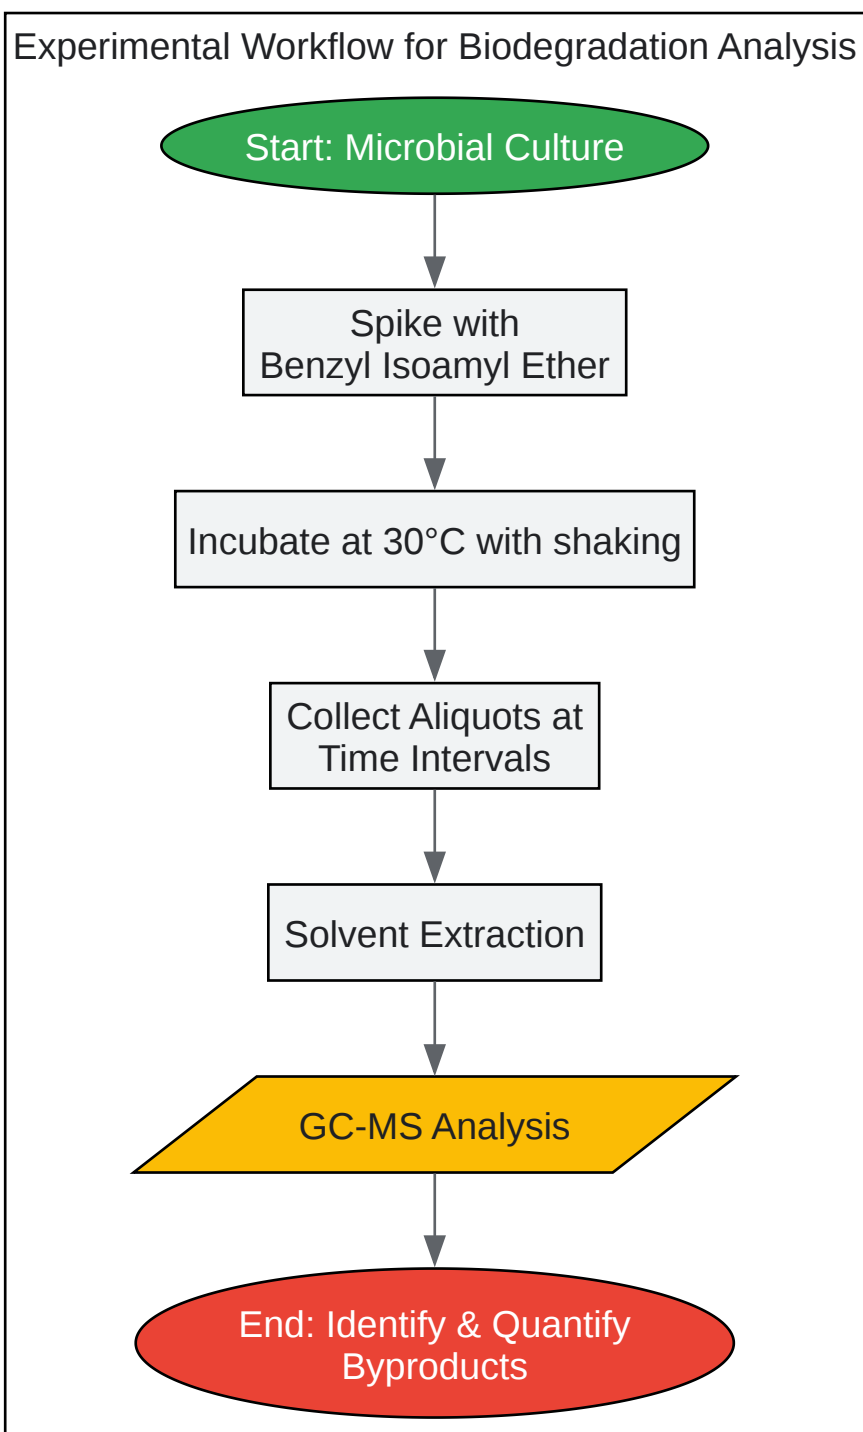 Experimental Workflow for Biodegradation Analysis
Start: Microbial Culture
Spike with
Benzyl Isoamyl Ether
Incubate at 30°C with shaking
Collect Aliquots at
Time Intervals
Solvent Extraction
GC-MS Analysis
End: Identify & Quantify
Byproducts